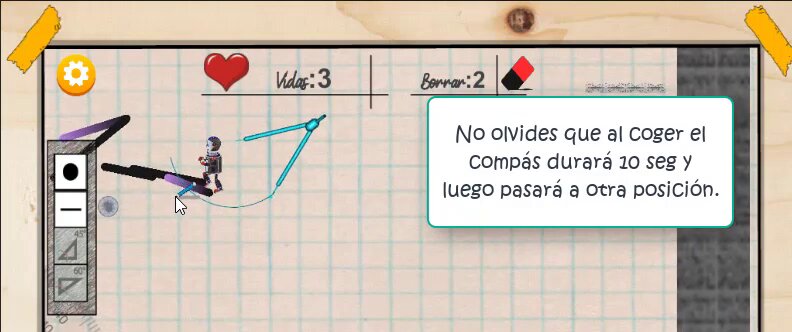 Vidas:3
Borrar:2
No olvides que al coger el
compás durará 10 seg y
luego pasará a otra posición.
45°
60°